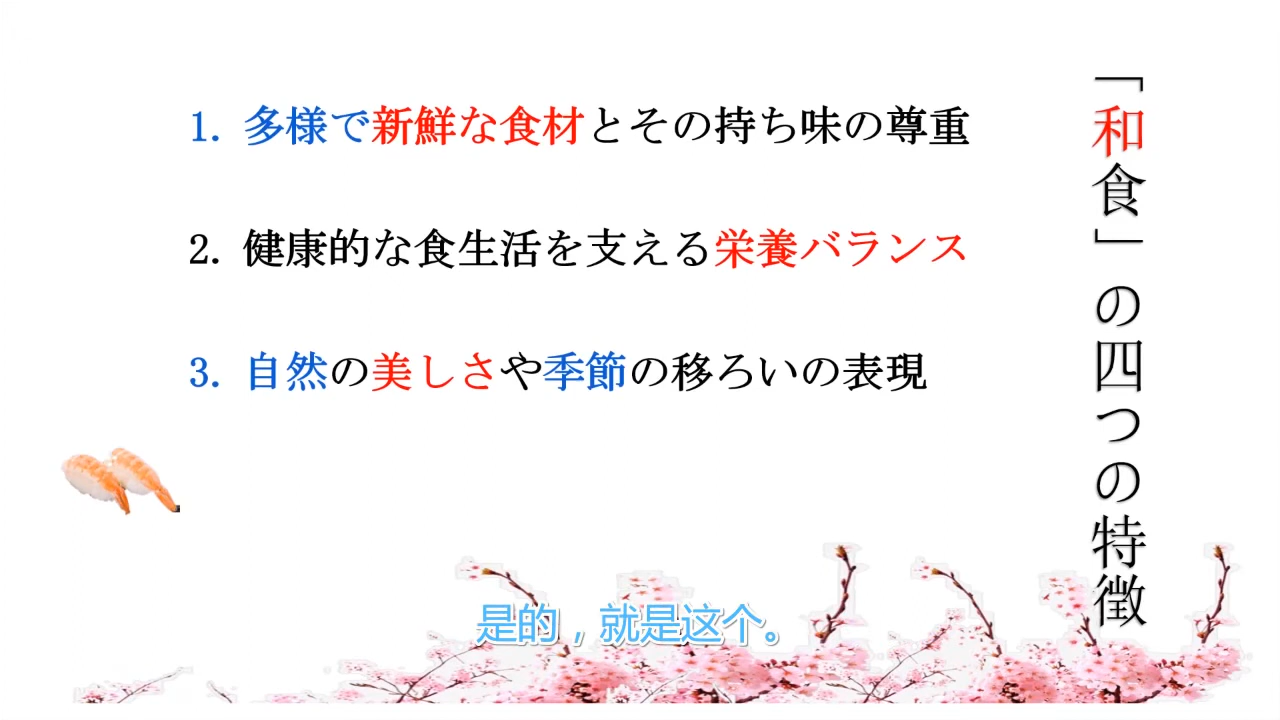 「和食」の四つの特徴
1. 多様で新鮮な食材とその持ち味の尊重
2. 健康的な食生活を支える栄養バランス
3. 自然の美しさや季節の移ろいの表現
是的，就是这个。